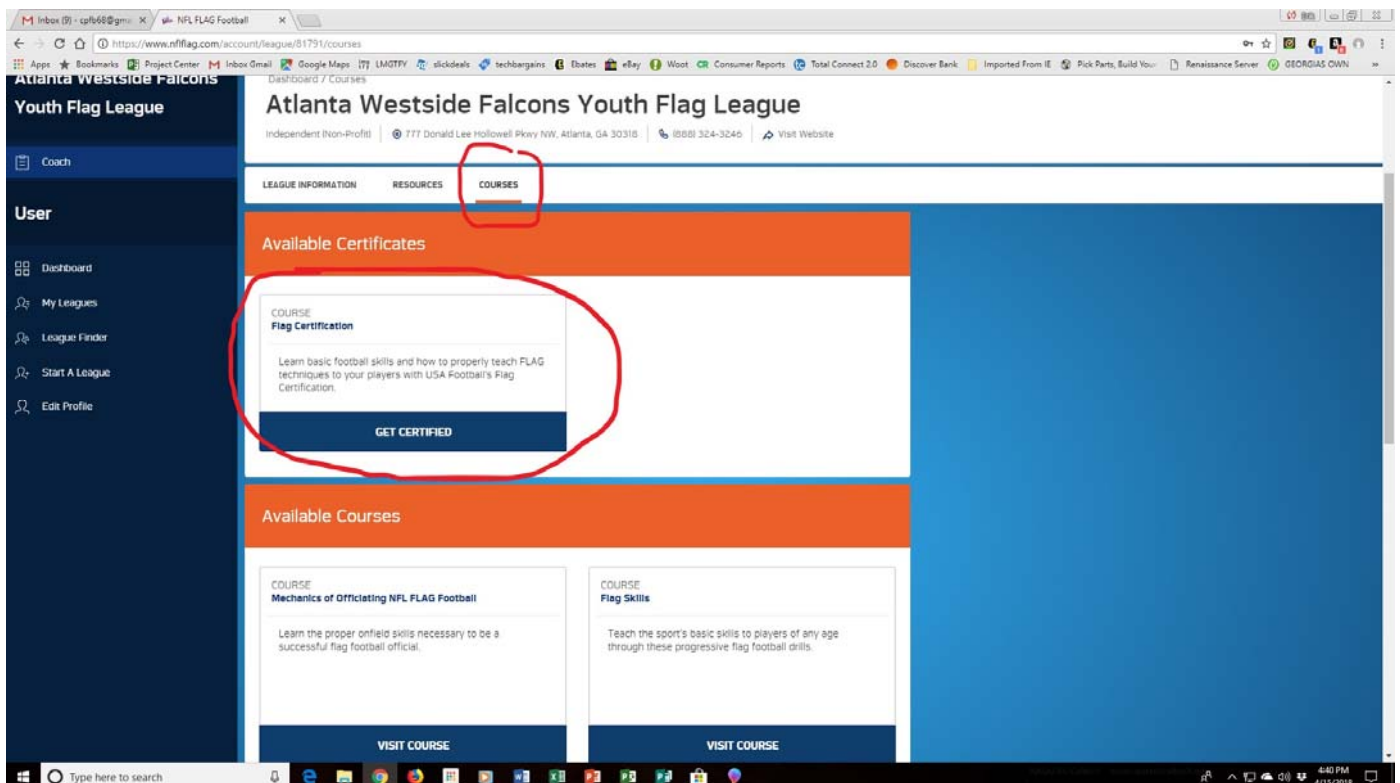 Inbox (9) - cpfb68@gma
NFL FLAG Football
https://www.nflflag.com/account/league/81791/courses
Apps Bookmarks Project Center Inbox Gmail Google Maps LMGTFY slickdeals techbargains Ebates eBay Woot CR Consumer Reports Total Connect 2.0 Discover Bank Imported From IE Pick Parts, Build Your Renaissance Server GEORGIAS OWN »
Atlanta Westside Falcons
Youth Flag League
Coach
User
Dashboard
My Leagues
League Finder
Start A League
Edit Profile
Dashboard / Courses
Atlanta Westside Falcons Youth Flag League
Independent (Non-Profit) 777 Donald Lee Hollowell Pkwy NW, Atlanta, GA 30318 (888) 324-3246 Visit Website
LEAGUE INFORMATION RESOURCES COURSES
Available Certificates
COURSE
Flag Certification
Learn basic football skills and how to properly teach FLAG
techniques to your players with USA Football's Flag
Certification.
GET CERTIFIED
Available Courses
COURSE
Mechanics of Officiating NFL FLAG Football
Learn the proper onfield skills necessary to be a
successful flag football official.
VISIT COURSE
COURSE
Flag Skills
Teach the sport's basic skills to players of any age
through these progressive flag football drills.
VISIT COURSE
Type here to search
4:40 PM
4/15/2018